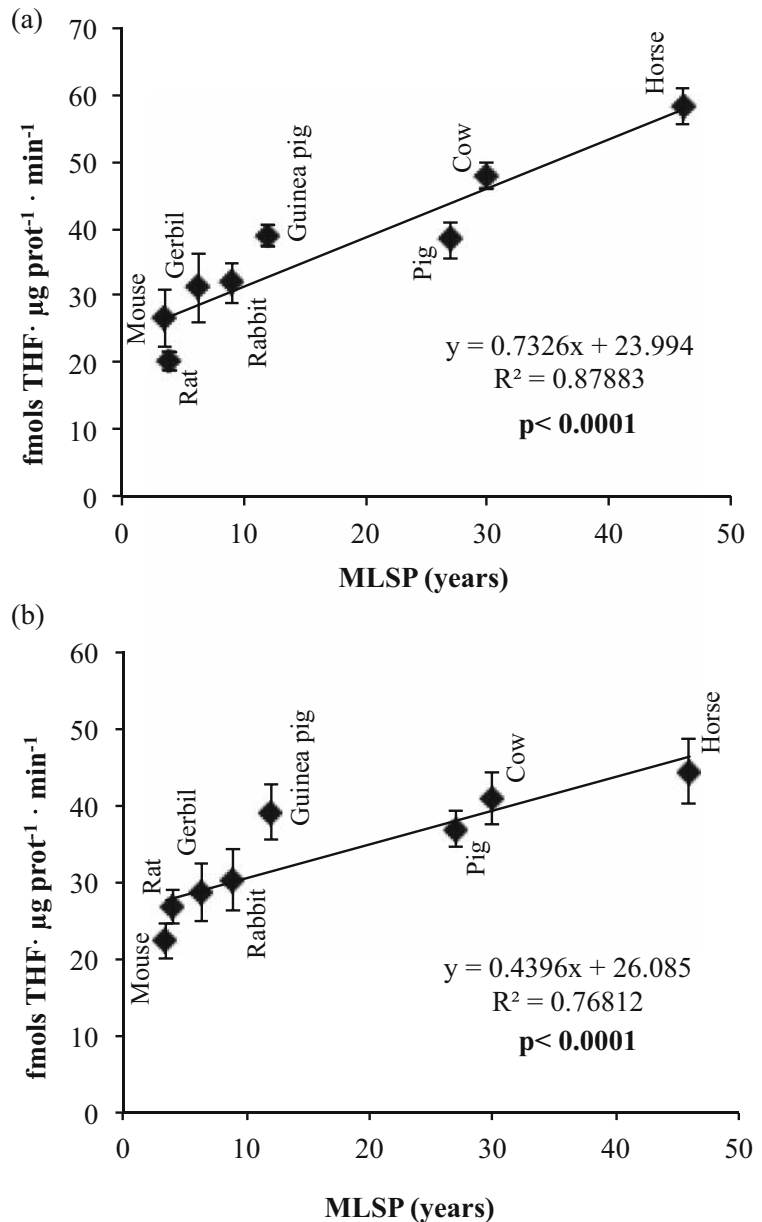 (a)
fmols THF· µg prot⁻¹ · min⁻¹
70
60
50
40
30
20
10
0
Mouse
Rat
Gerbil
Rabbit
Guinea pig
Pig
Cow
Horse
y = 0.7326x + 23.994
R² = 0.87883
p< 0.0001
0 10 20 30 40 50
MLSP (years)
(b)
fmols THF· µg prot⁻¹ · min⁻¹
60
50
40
30
20
10
0
Mouse
Rat
Gerbil
Rabbit
Guinea pig
Pig
Cow
Horse
y = 0.4396x + 26.085
R² = 0.76812
p< 0.0001
0 10 20 30 40 50
MLSP (years)